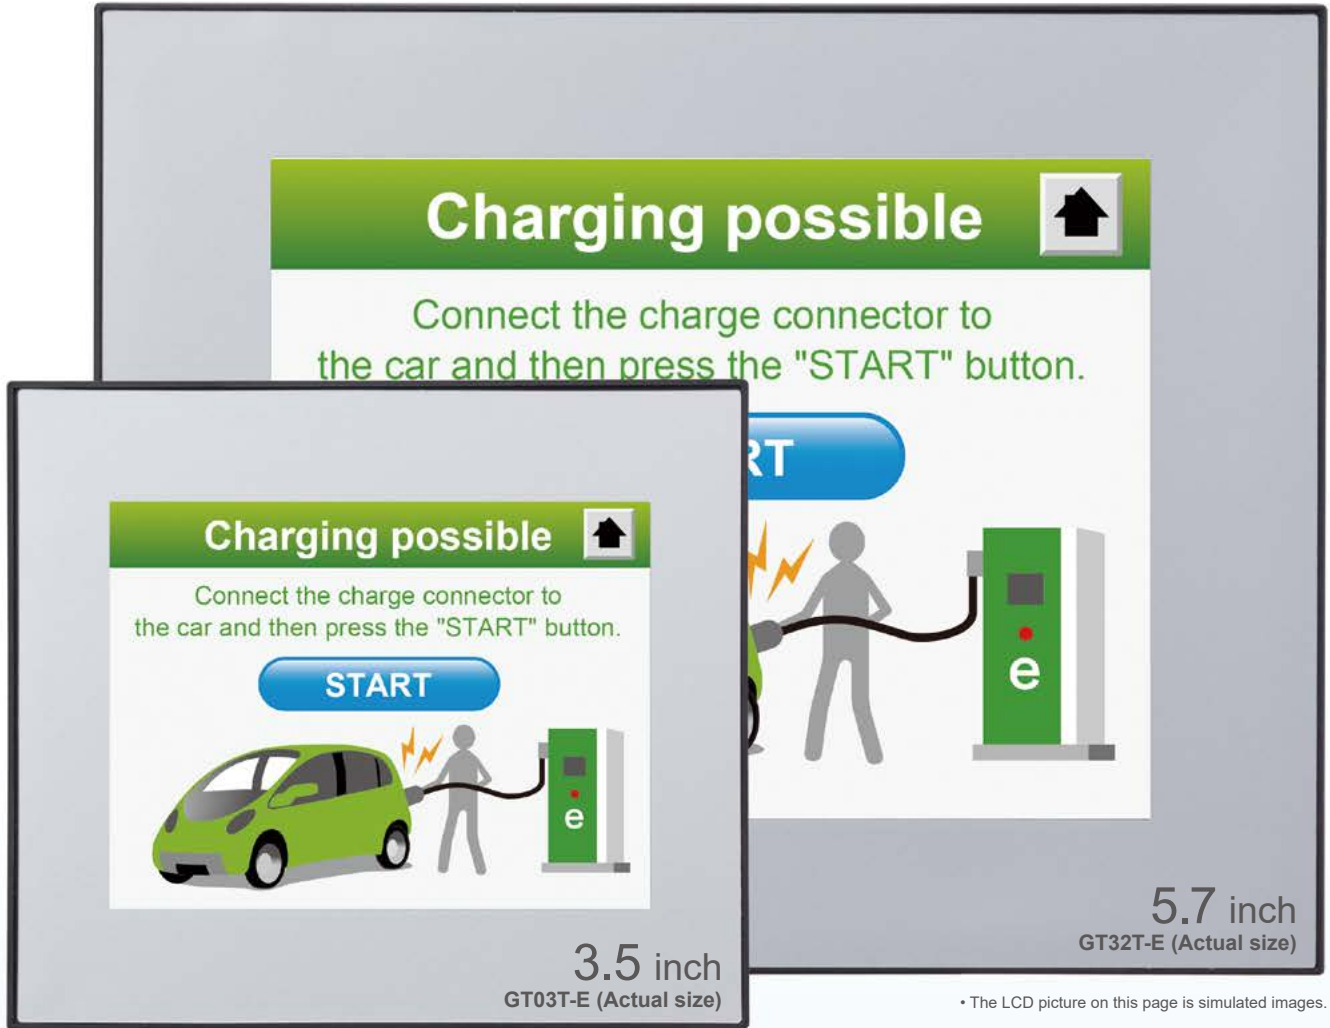 Charging possible
Connect the charge connector to
the car and then press the "START" button.
RT
e
5.7 inch
GT32T-E (Actual size)
Charging possible
Connect the charge connector to
the car and then press the "START" button.
START
e
3.5 inch
GT03T-E (Actual size)
• The LCD picture on this page is simulated images.